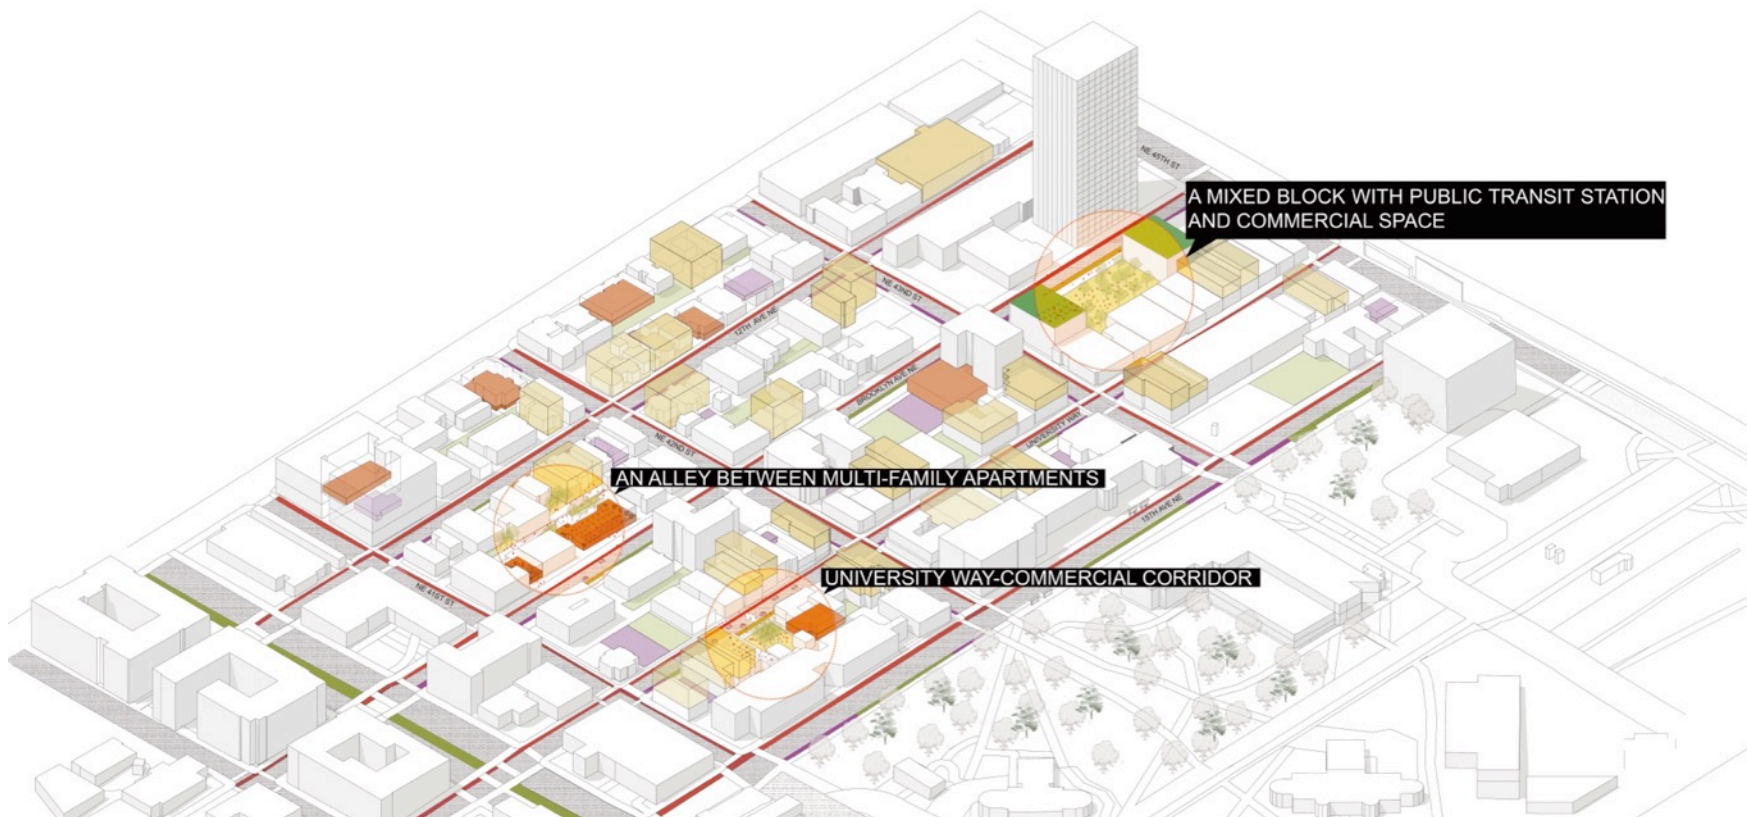 NE 45TH ST
A MIXED BLOCK WITH PUBLIC TRANSIT STATION
AND COMMERCIAL SPACE
NE 43ND ST
12TH AVE NE
BROOKLYN AVE NE
UNIVERSITY WAY
NE 42ND ST
AN ALLEY BETWEEN MULTI-FAMILY APARTMENTS
15TH AVE NE
UNIVERSITY WAY-COMMERCIAL CORRIDOR
NE 41ST ST